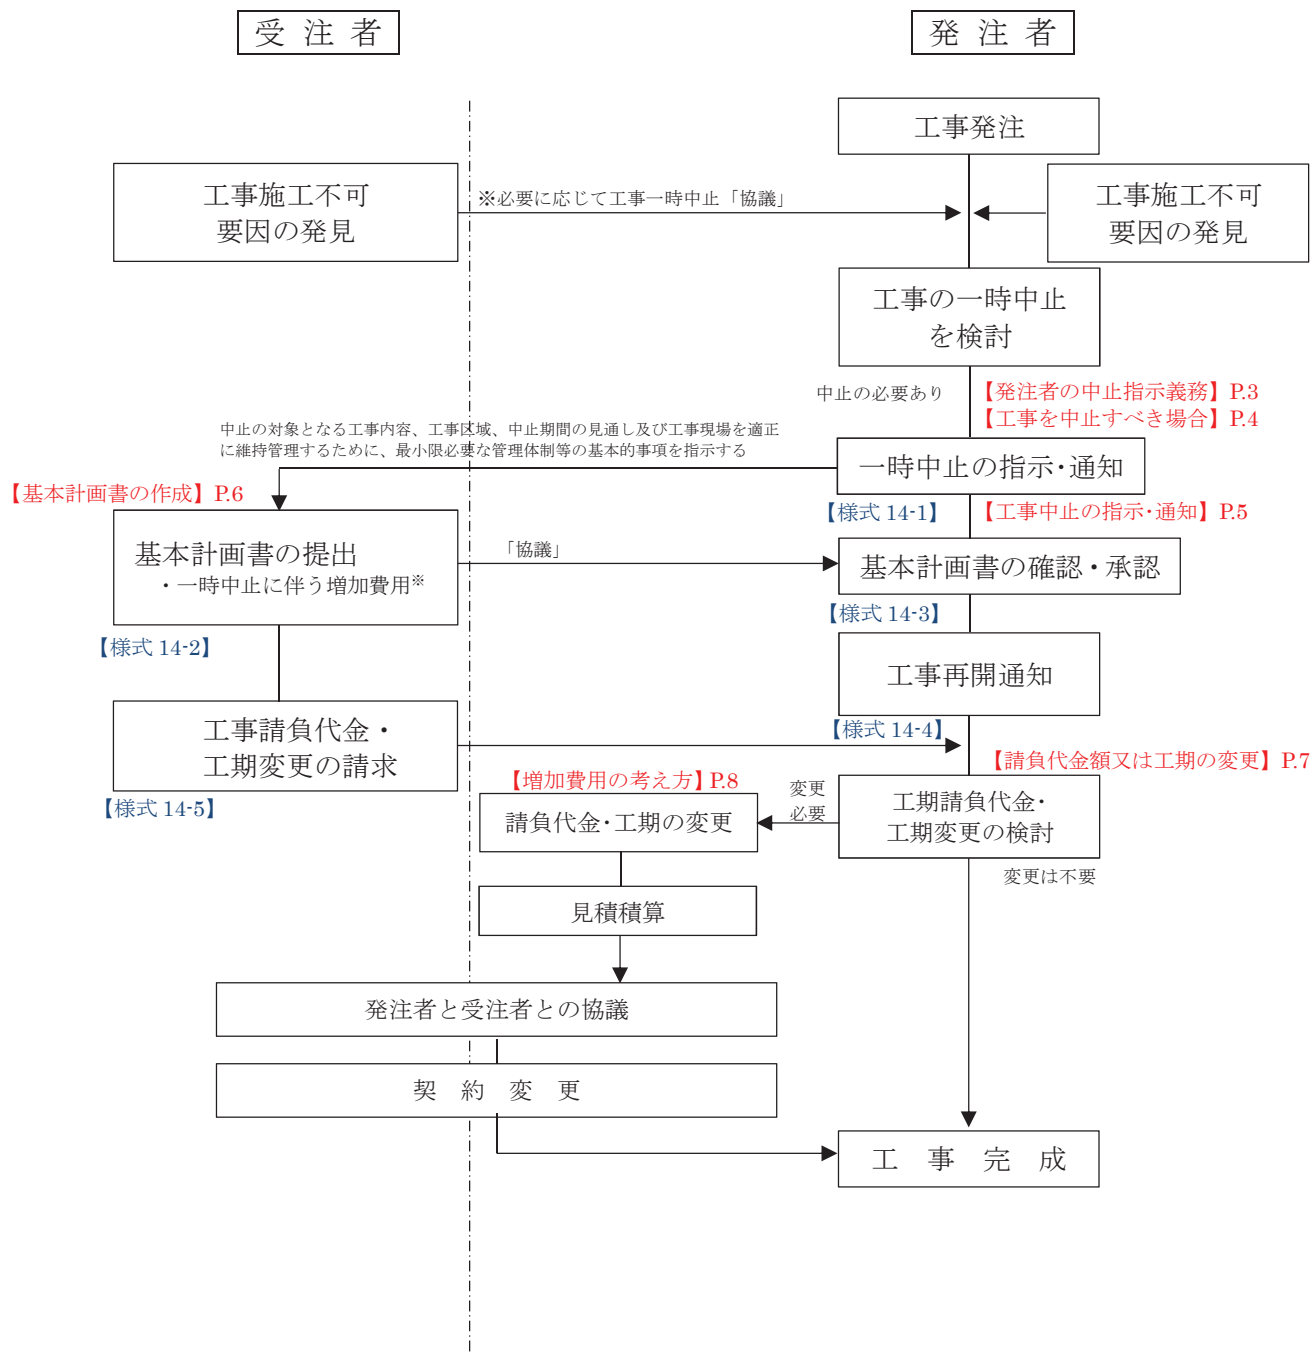 受 注 者
発 注 者
工事発注
工事施工不可
要因の発見
※必要に応じて工事一時中止「協議」
工事施工不可
要因の発見
工事の一時中止
を検討
中止の必要あり
【発注者の中止指示義務】P.3
【工事を中止すべき場合】P.4
中止の対象となる工事内容、工事区域、中止期間の見通し及び工事現場を適正
に維持管理するために、最小限必要な管理体制等の基本的事項を指示する
一時中止の指示・通知
【基本計画書の作成】P.6
【様式 14-1】
【工事中止の指示・通知】P.5
基本計画書の提出
・一時中止に伴う増加費用※
「協議」
基本計画書の確認・承認
【様式 14-3】
【様式 14-2】
工事再開通知
工事請負代金・
工期変更の請求
【様式 14-4】
【請負代金額又は工期の変更】P.7
【様式 14-5】
【増加費用の考え方】P.8
変更
必要
請負代金・工期の変更
工期請負代金・
工期変更の検討
変更は不要
見積積算
発注者と受注者との協議
契 約 変 更
工 事 完 成